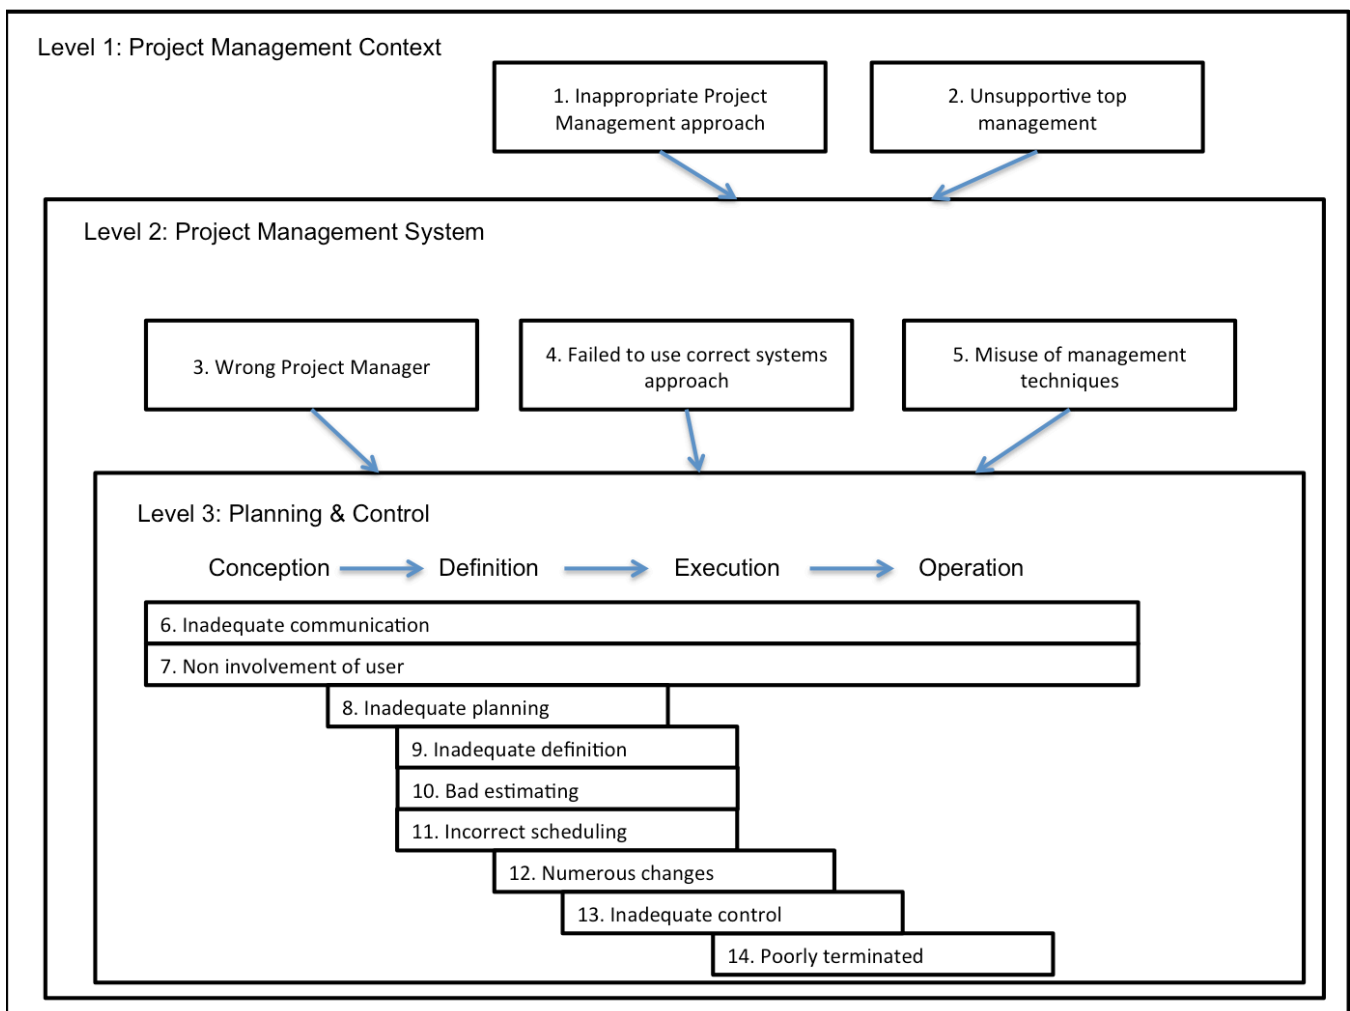 Level 1: Project Management Context
1. Inappropriate Project
Management approach
2. Unsupportive top
management
Level 2: Project Management System
3. Wrong Project Manager
4. Failed to use correct systems
approach
5. Misuse of management
techniques
Level 3: Planning & Control
Conception Definition Execution Operation
6. Inadequate communication
7. Non involvement of user
8. Inadequate planning
9. Inadequate definition
10. Bad estimating
11. Incorrect scheduling
12. Numerous changes
13. Inadequate control
14. Poorly terminated